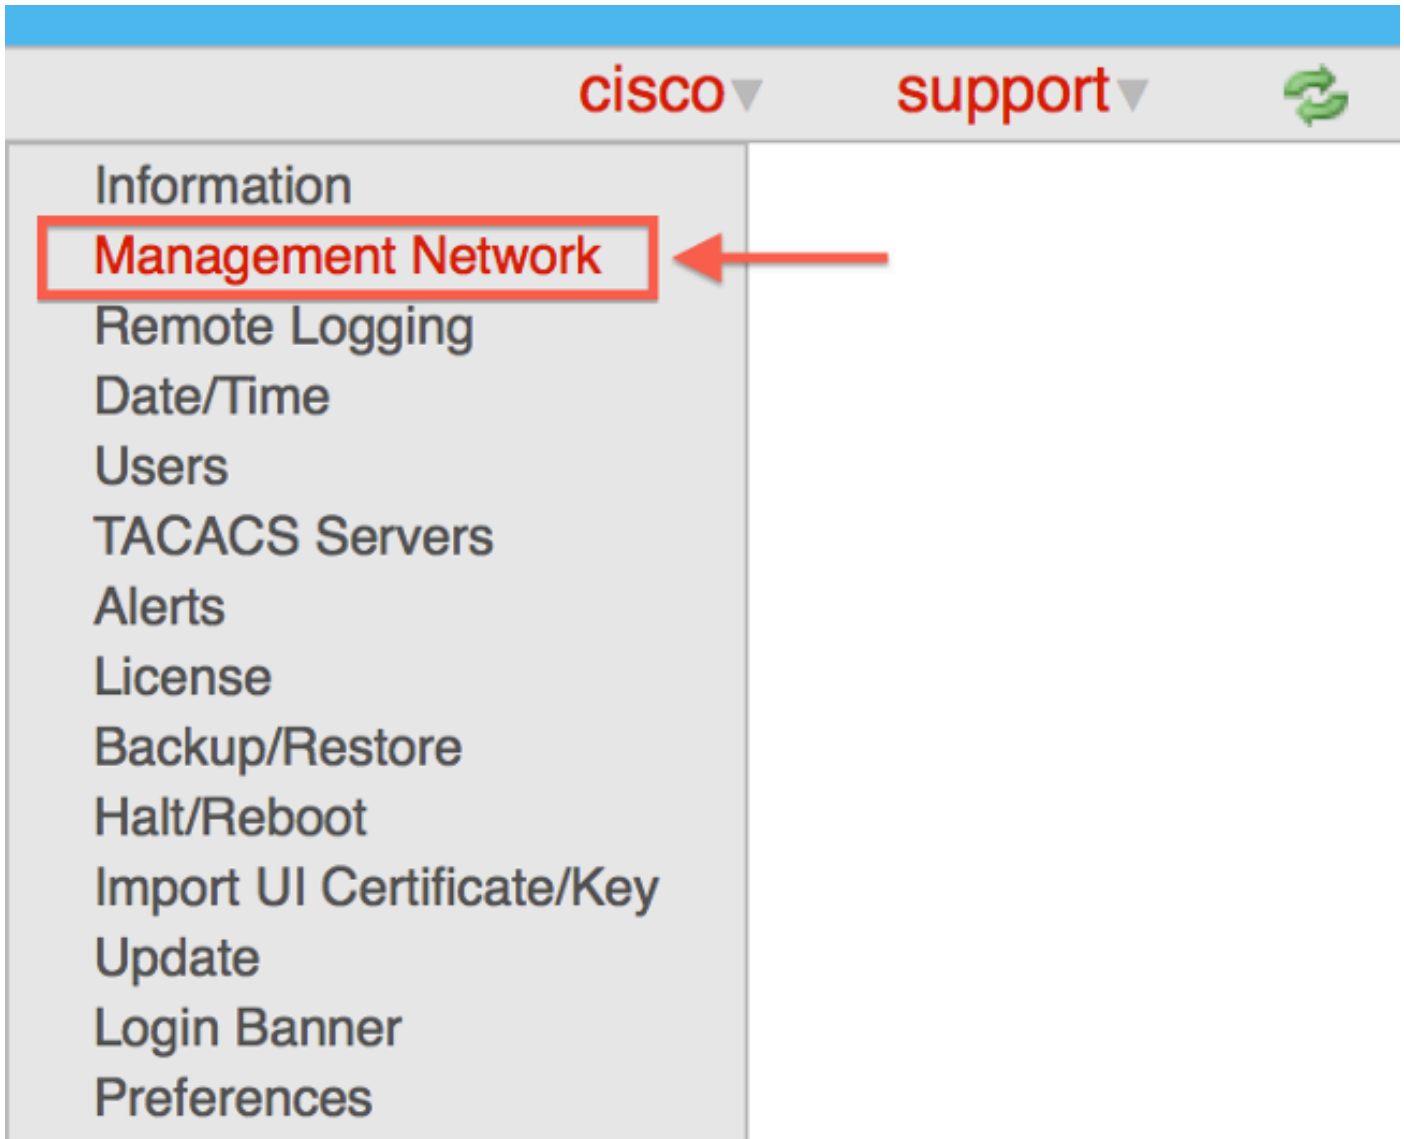 cisco support
Information
Management Network
Remote Logging
Date/Time
Users
TACACS Servers
Alerts
License
Backup/Restore
Halt/Reboot
Import UI Certificate/Key
Update
Login Banner
Preferences